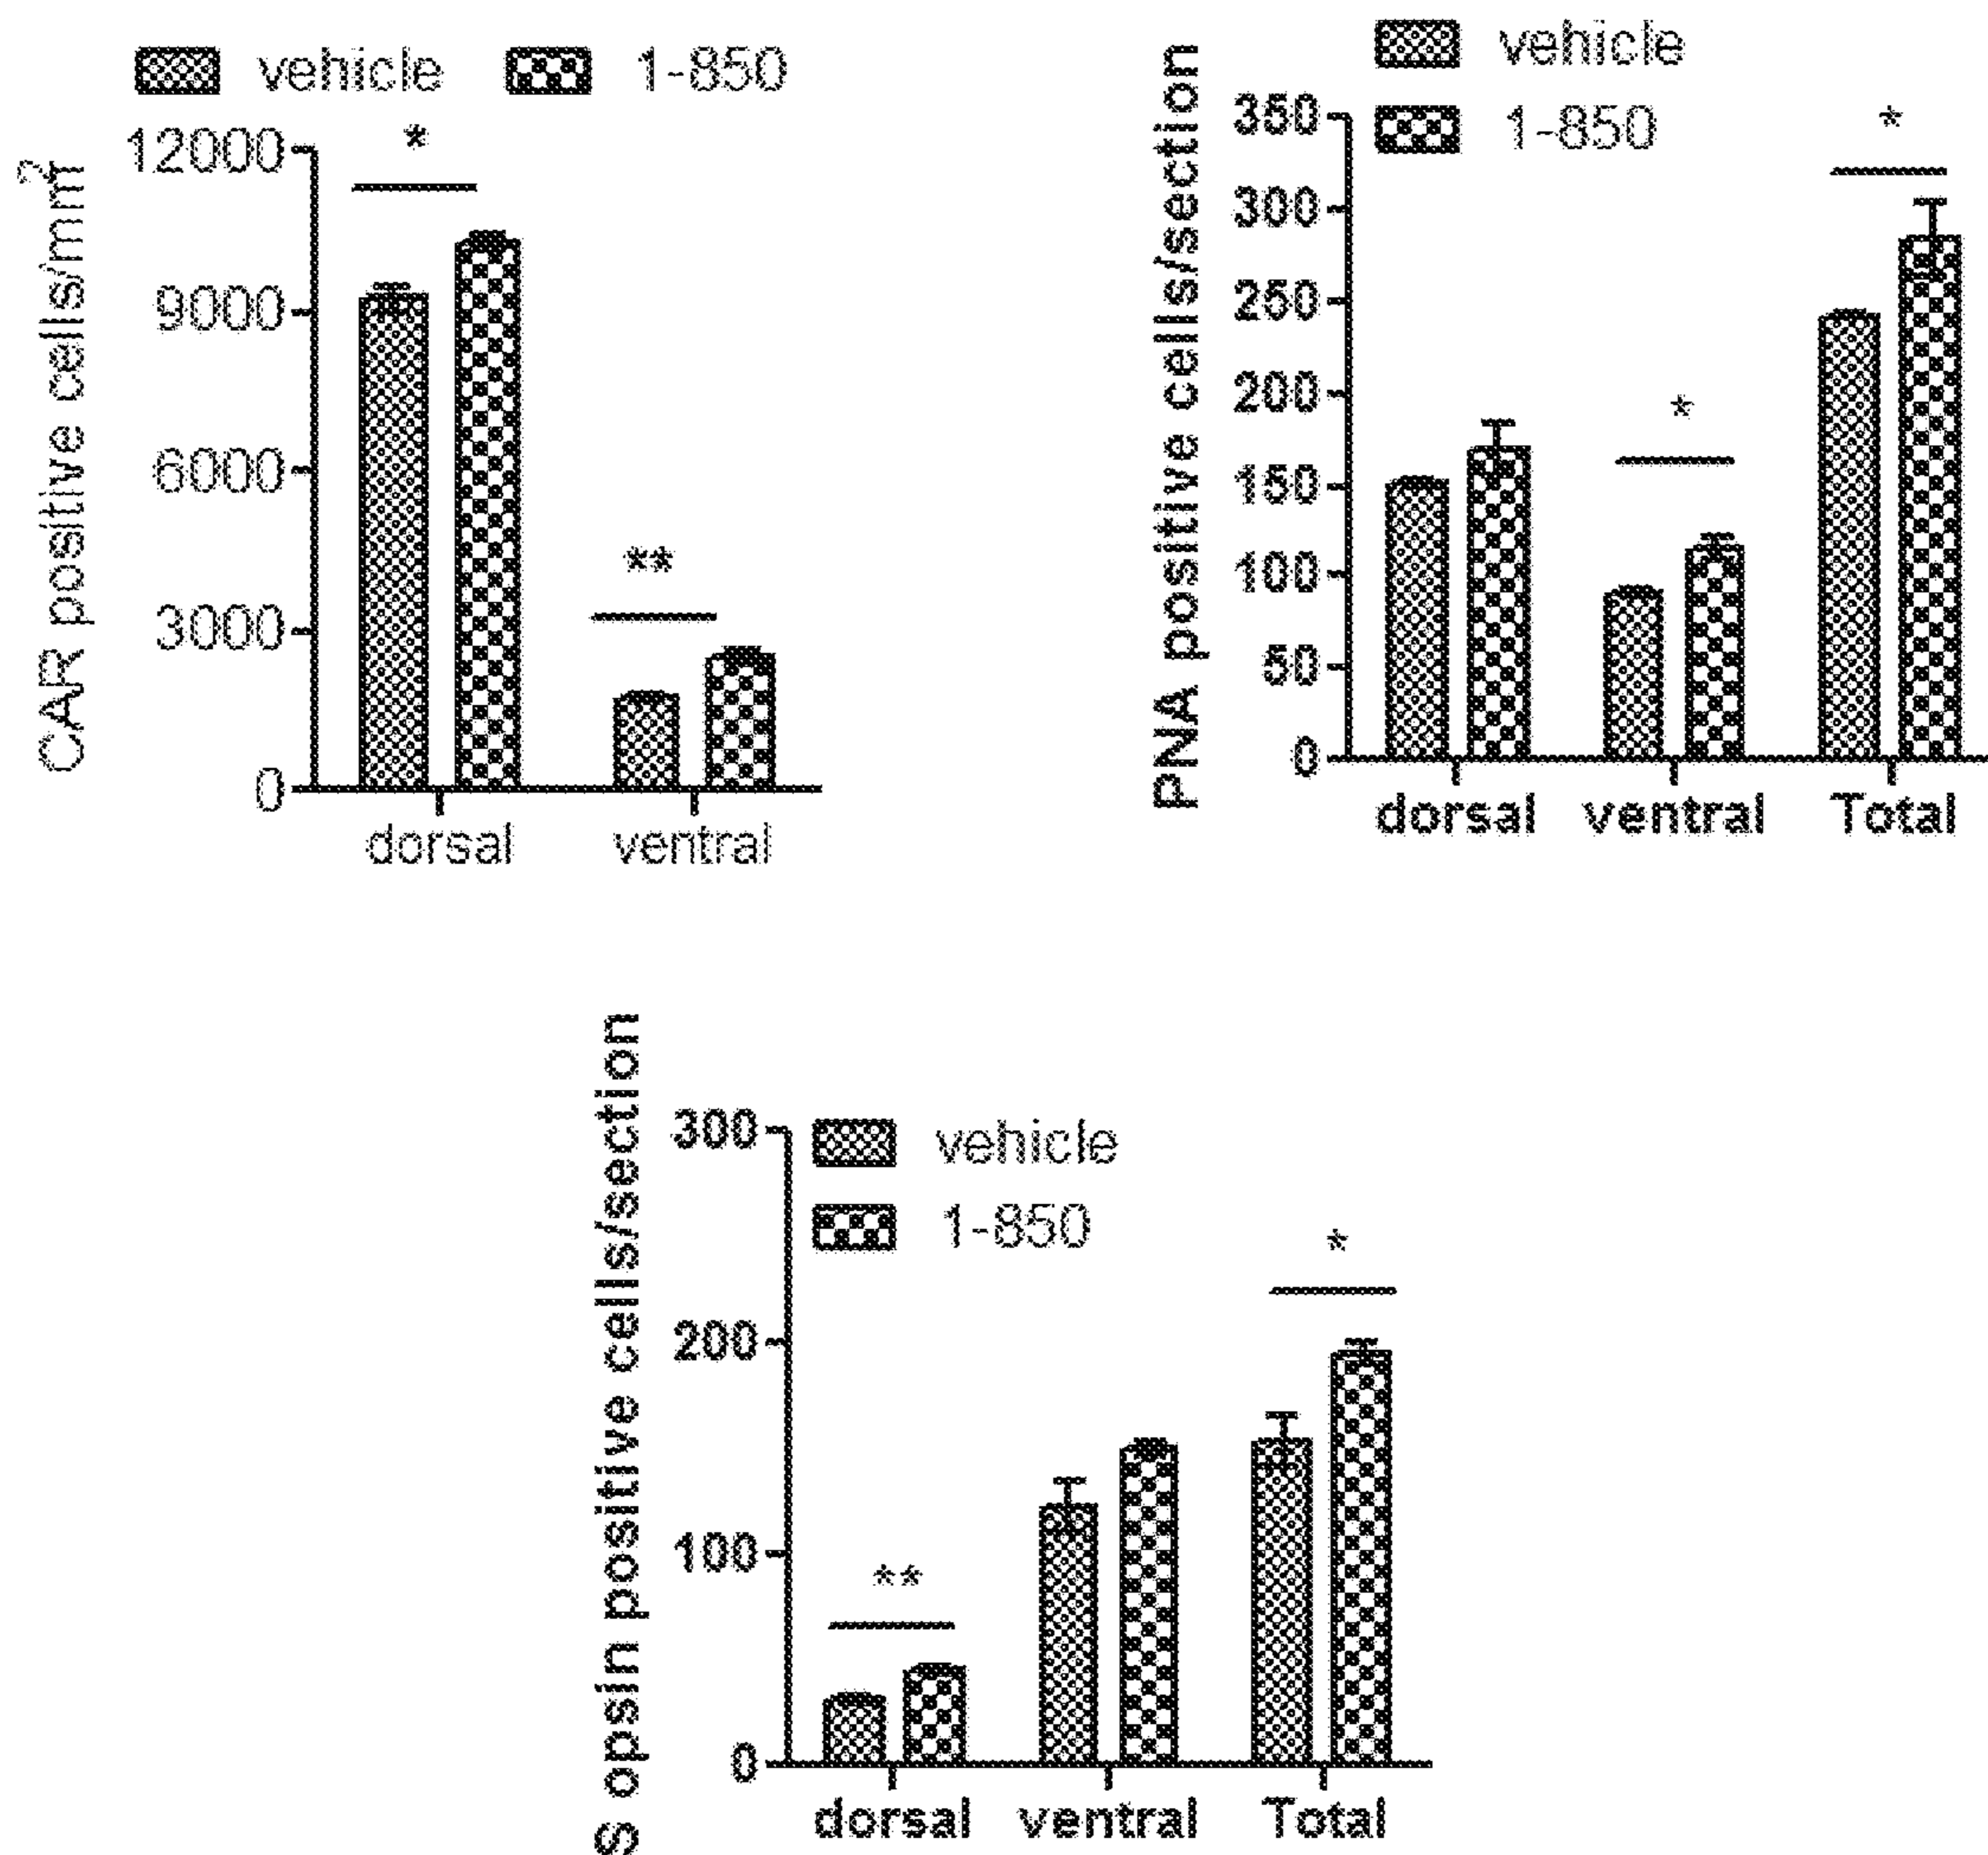 vehicle 1-850
CAR positive cells/mm²
12000
9000
6000
3000
0
*
**
dorsal ventral
vehicle
1-850
PNA positive cells/section
350
300
250
200
150
100
50
0
*
*
dorsal ventral Total
vehicle
1-850
S opsin positive cells/section
300
200
100
0
**
*
dorsal ventral Total